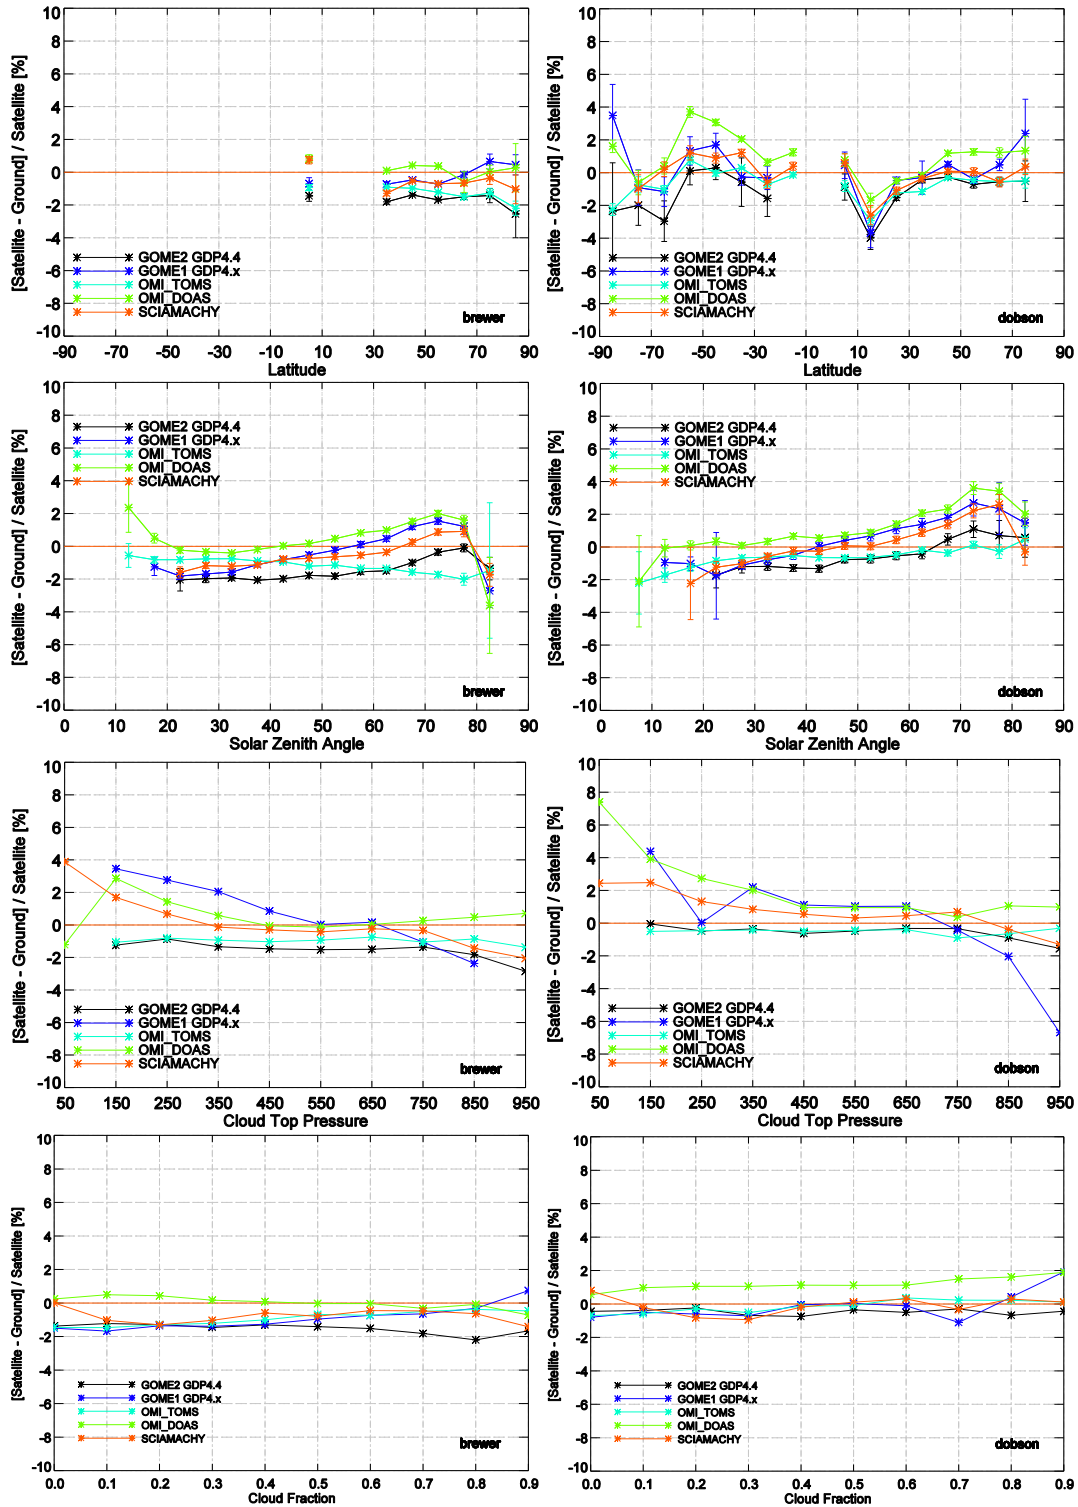 [Satellite - Ground] / Satellite [%]
10
8
6
4
2
0
-2
-4
-6
-8
-10
GOME2 GDP4.4
GOME1 GDP4.x
OMI_TOMS
OMI_DOAS
SCIAMACHY
brewer
-90 -70 -50 -30 -10 10 30 50 70 90
Latitude
[Satellite - Ground] / Satellite [%]
10
8
6
4
2
0
-2
-4
-6
-8
-10
GOME2 GDP4.4
GOME1 GDP4.x
OMI_TOMS
OMI_DOAS
SCIAMACHY
dobson
-90 -70 -50 -30 -10 10 30 50 70 90
Latitude
[Satellite - Ground] / Satellite [%]
10
8
6
4
2
0
-2
-4
-6
-8
-10
GOME2 GDP4.4
GOME1 GDP4.x
OMI_TOMS
OMI_DOAS
SCIAMACHY
brewer
0 10 20 30 40 50 60 70 80 90
Solar Zenith Angle
[Satellite - Ground] / Satellite [%]
10
8
6
4
2
0
-2
-4
-6
-8
-10
GOME2 GDP4.4
GOME1 GDP4.x
OMI_TOMS
OMI_DOAS
SCIAMACHY
dobson
0 10 20 30 40 50 60 70 80 90
Solar Zenith Angle
[Satellite - Ground] / Satellite [%]
10
8
6
4
2
0
-2
-4
-6
-8
-10
GOME2 GDP4.4
GOME1 GDP4.x
OMI_TOMS
OMI_DOAS
SCIAMACHY
brewer
50 150 250 350 450 550 650 750 850 950
Cloud Top Pressure
[Satellite - Ground] / Satellite [%]
10
8
6
4
2
0
-2
-4
-6
-8
-10
GOME2 GDP4.4
GOME1 GDP4.x
OMI_TOMS
OMI_DOAS
SCIAMACHY
dobson
50 150 250 350 450 550 650 750 850 950
Cloud Top Pressure
[Satellite - Ground] / Satellite [%]
10
8
6
4
2
0
-2
-4
-6
-8
-10
GOME2 GDP4.4
GOME1 GDP4.x
OMI_TOMS
OMI_DOAS
SCIAMACHY
brewer
0.0 0.1 0.2 0.3 0.4 0.5 0.6 0.7 0.8 0.9
Cloud Fraction
[Satellite - Ground] / Satellite [%]
10
8
6
4
2
0
-2
-4
-6
-8
-10
GOME2 GDP4.4
GOME1 GDP4.x
OMI_TOMS
OMI_DOAS
SCIAMACHY
dobson
0.0 0.1 0.2 0.3 0.4 0.5 0.6 0.7 0.8 0.9
Cloud Fraction